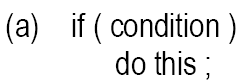 (a) if ( condition )
do this ;